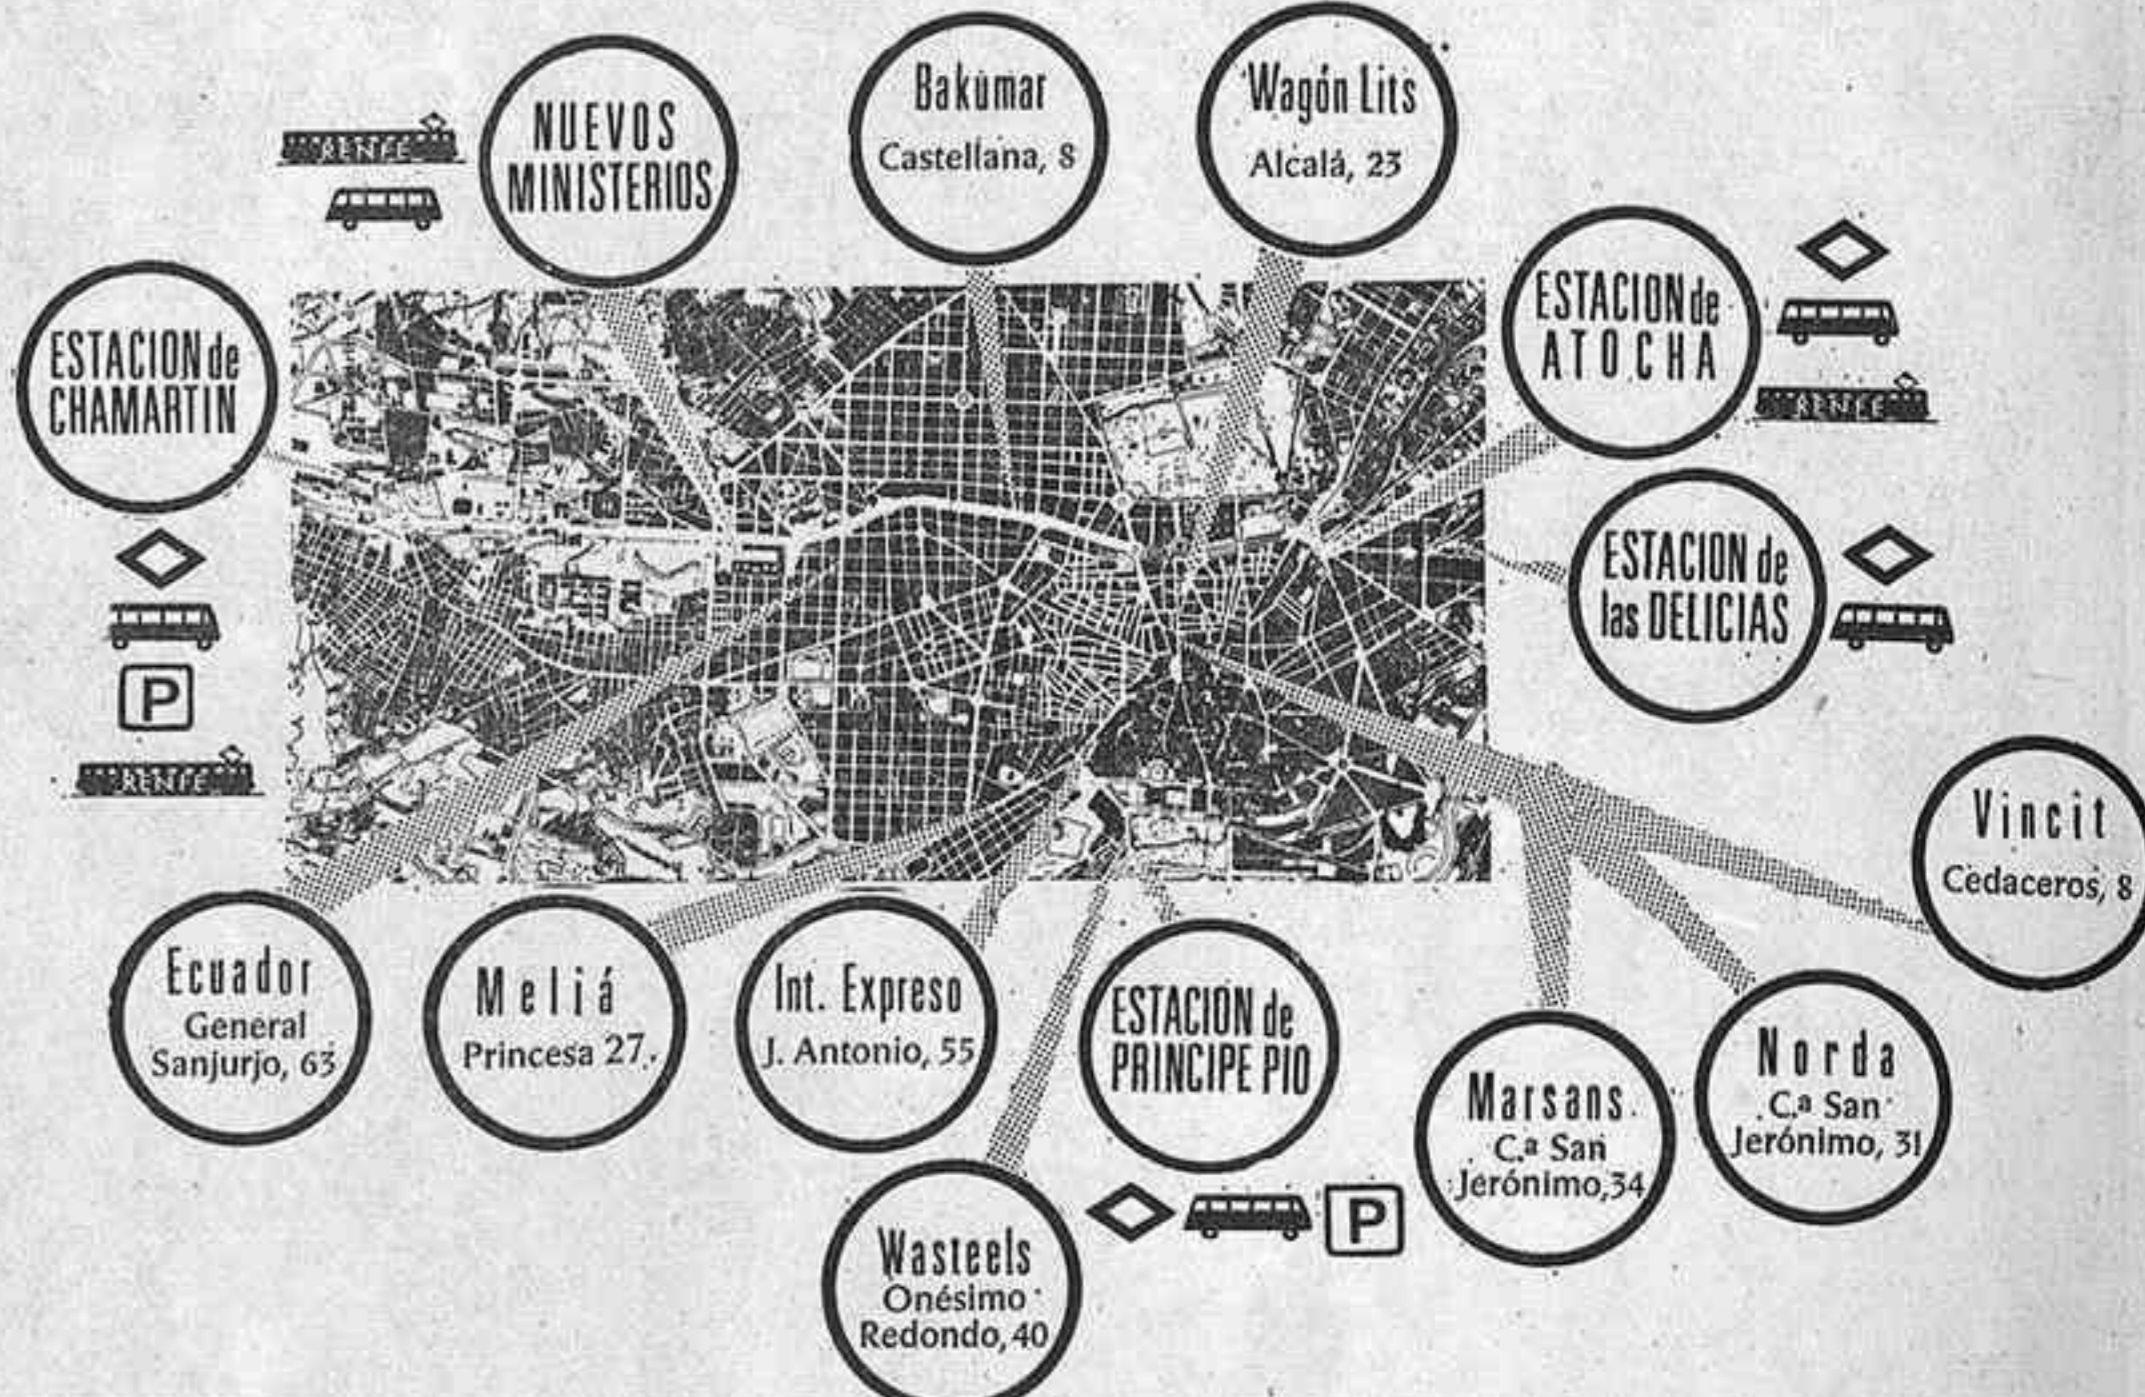 NUEVOS
MINISTERIOS
RENFE
Bakumar
Castellana, 8
Wagón Lits
Alcalá, 23
ESTACION de
CHAMARTIN
P
RENFE
ESTACION de
ATOCHA
RENFE
ESTACION de
las DELICIAS
Vincit
Cedaceros, 8
Ecuador
General
Sanjurjo, 63
Meliá
Princesa 27.
Int. Expreso
J. Antonio, 55
ESTACION de
PRINCIPE PIO
P
Marsans
C.ª San
Jerónimo, 34
Norda
C.ª San
Jerónimo, 31
Wasteels
Onésimo
Redondo, 40